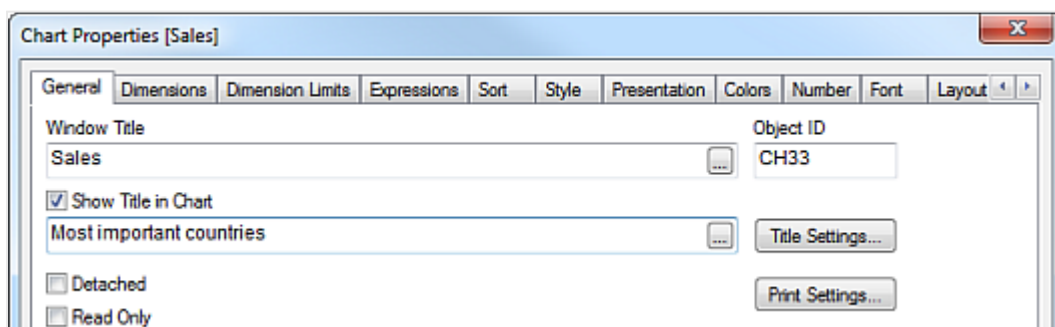 Chart Properties [Sales]
General Dimensions Dimension Limits Expressions Sort Style Presentation Colors Number Font Layout
Window Title Object ID
Sales ... CH33
Show Title in Chart
Most important countries ... Title Settings...
Detached Print Settings...
Read Only